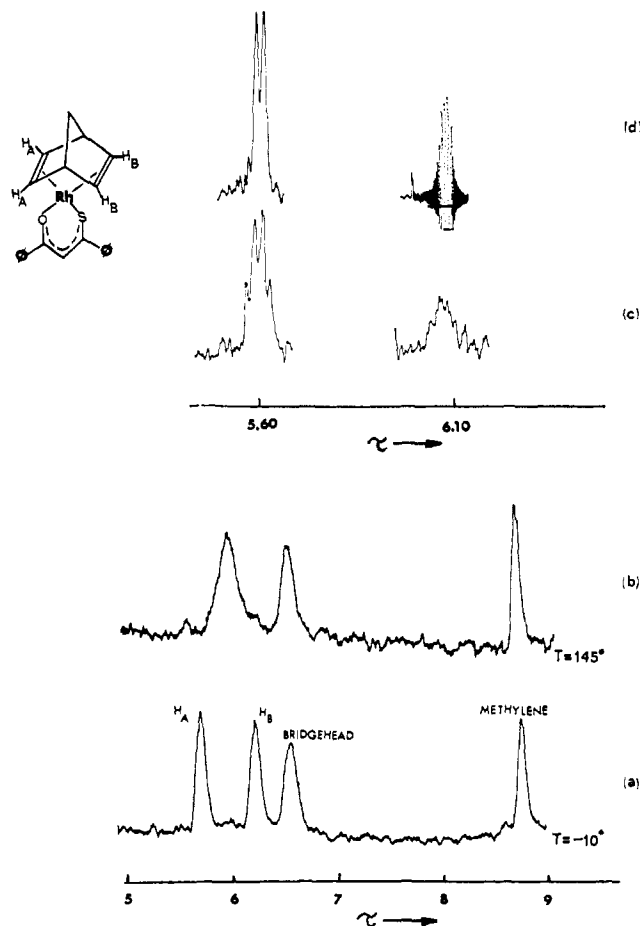 (d)
H_A
H_B
H_A
H_B
Rh
O
S
Ø
Ø
(c)
5.60
6.10
τ
(b)
T=145°
H_A
H_B
BRIDGEHEAD
METHYLENE
(a)
T=-10°
5
6
7
8
9
τ